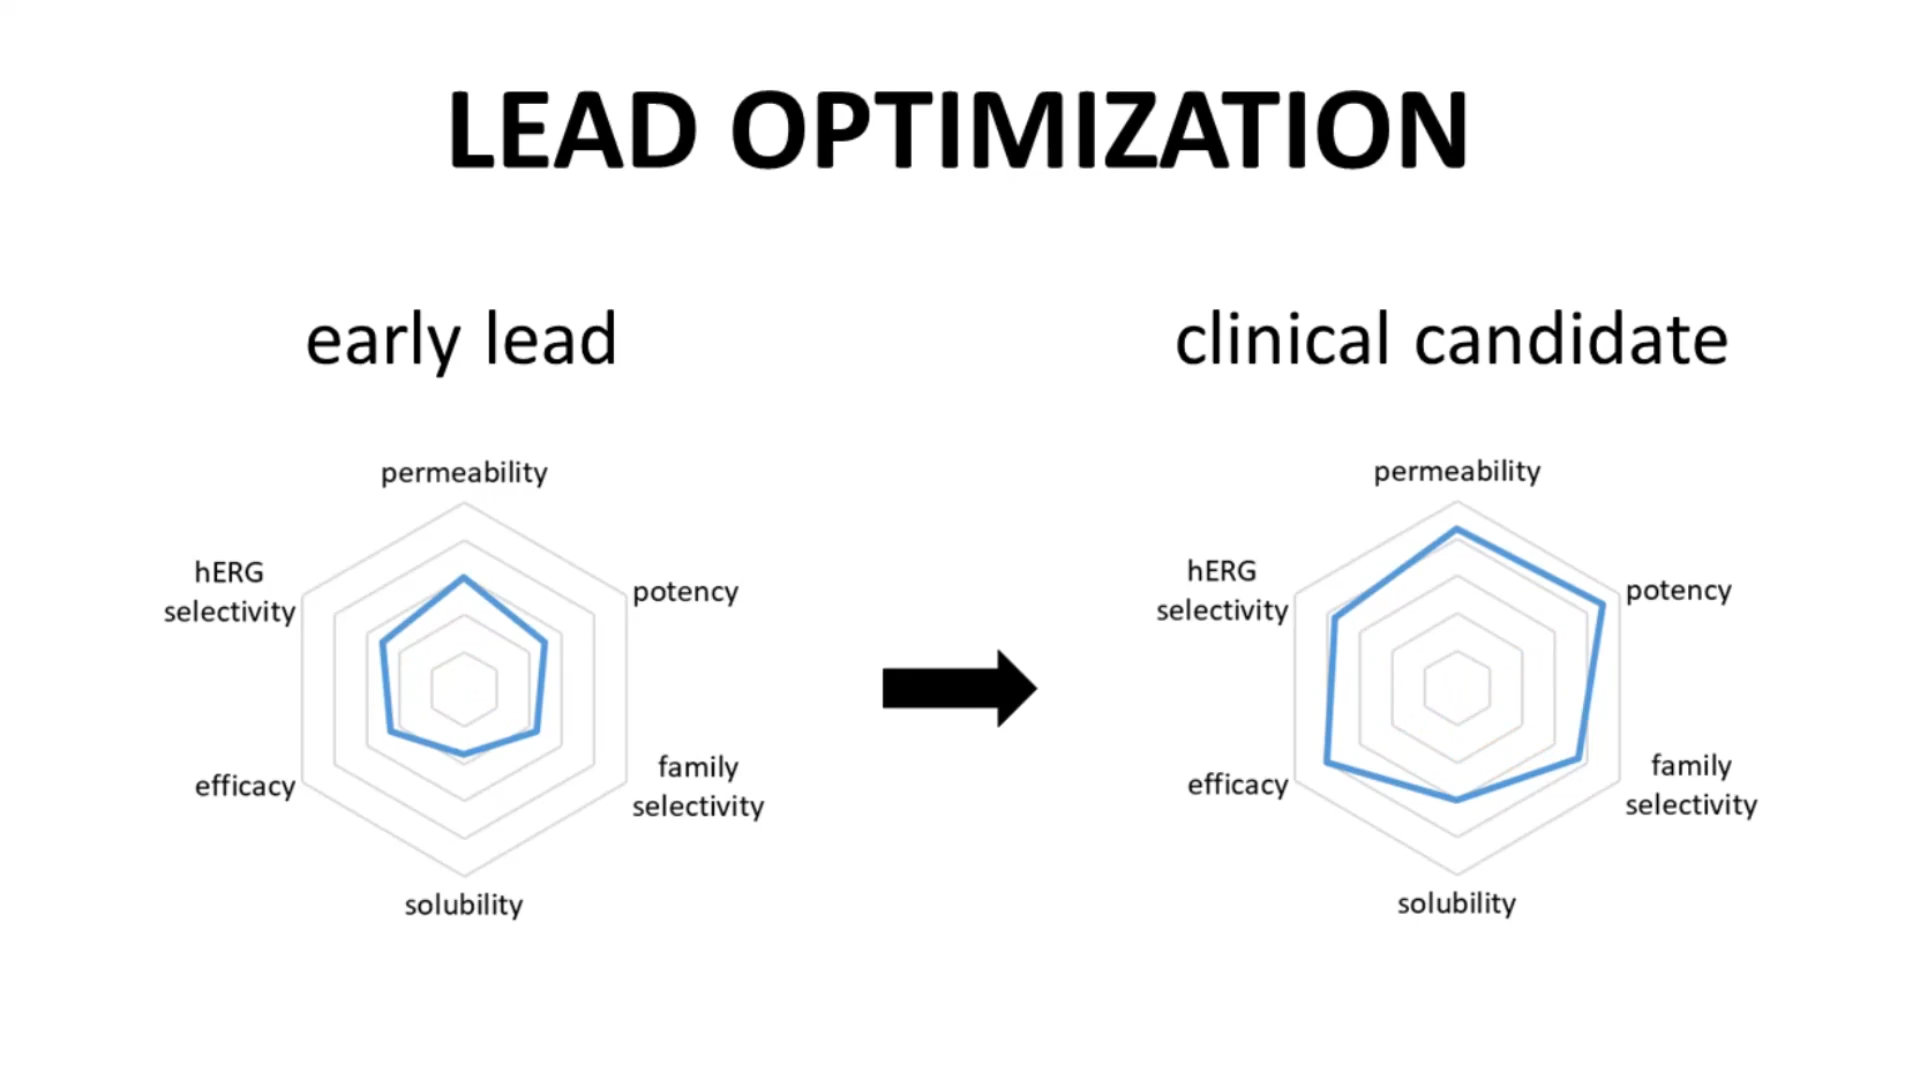 LEAD OPTIMIZATION
early lead
permeability
hERG
selectivity
potency
efficacy
family
selectivity
solubility
clinical candidate
permeability
hERG
selectivity
potency
efficacy
family
selectivity
solubility